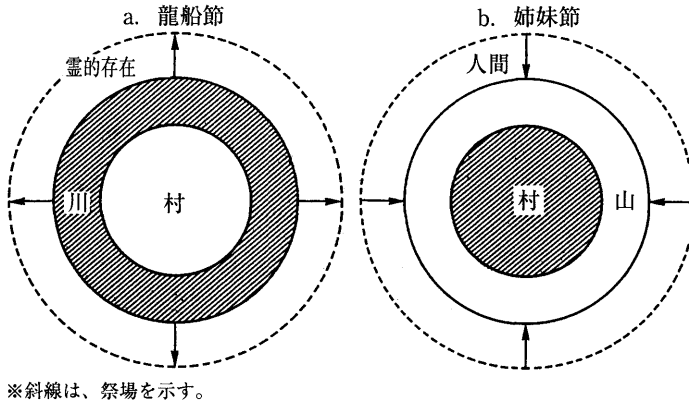 a. 龍船節
霊的存在
川
村
b. 姉妹節
人間
村
山
※斜線は、祭場を示す。